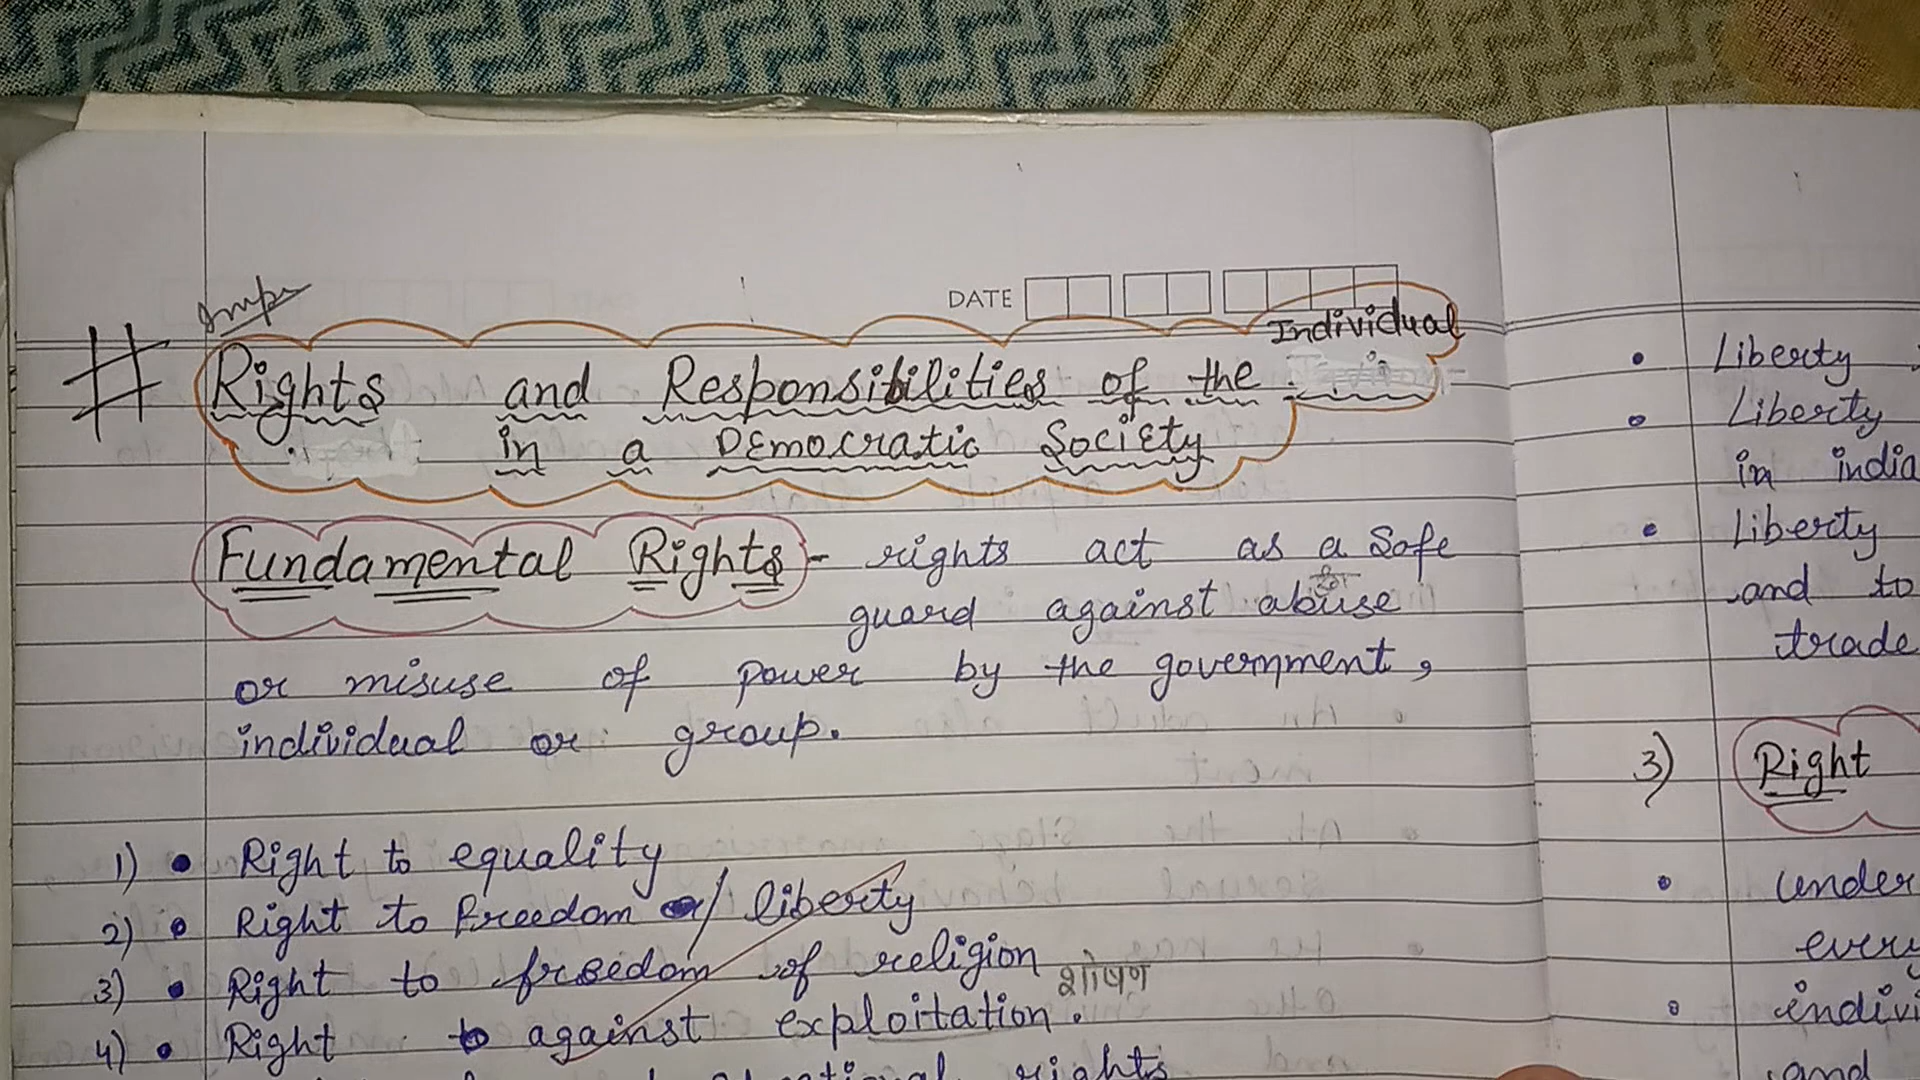 Imp
DATE
Individual
# Rights and Responsibilities of the
in a DEmocratic Society
Fundamental Rights - rights act as a Safe
guard against abuse
or misuse of power by the government,
individual or group.
1) • Right to equality
2) • Right to freedom / liberty
3) • Right to freedom of religion
शोषण
4) • Right to against exploitation.
rights
• Liberty
• Liberty
in india
• Liberty
and to
trade
3) Right
• under
every
• indivi
and